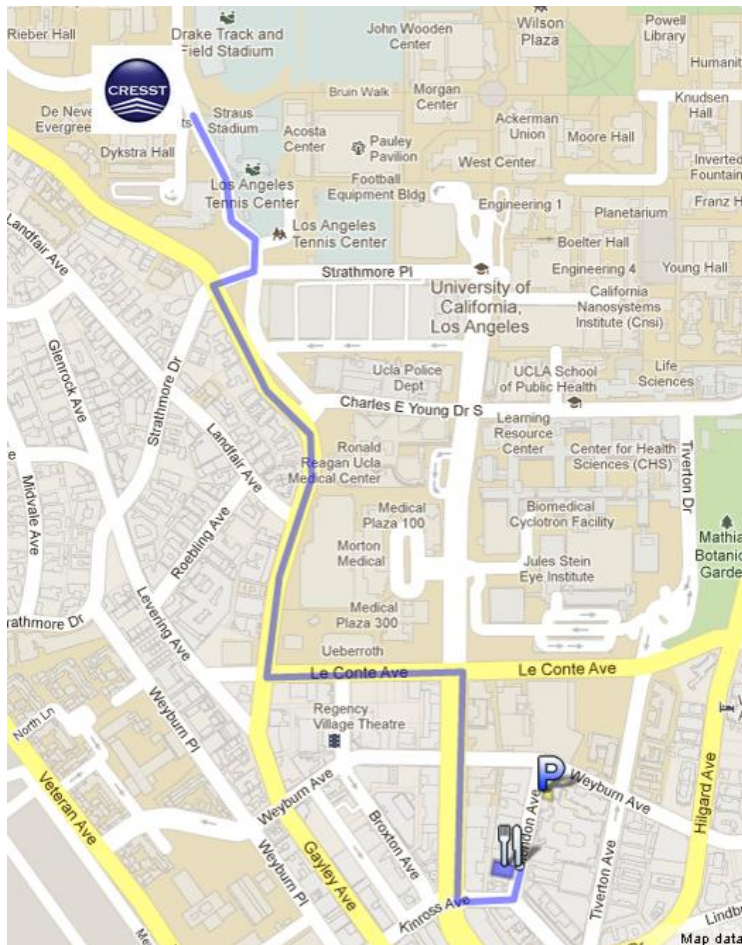 Rieber Hall
Drake Track and
Field Stadium
John Wooden
Center
Wilson
Plaza
Powell
Library
CRESST
Bruin Walk
Morgan
Center
Humanit
De Neve
Evergree
ts
Straus
Stadium
Acosta
Center
Pauley
Pavilion
Ackerman
Union
Knudsen
Hall
Moore Hall
Dykstra Hall
West Center
Inverted
Fountain
Los Angeles
Tennis Center
Football
Equipment Bldg
Engineering 1
Planetarium
Franz H
Landfair Ave
Los Angeles
Tennis Center
Boelter Hall
Strathmore Pl
Engineering 4
Young Hall
University of
California,
Los Angeles
California
Nanosystems
Institute (Cnsi)
Glenrock Ave
Strathmore Dr
Ucla Police
Dept
UCLA School
of Public Health
Life
Sciences
Charles E Young Dr S
Landfair Ave
Learning
Resource
Center
Center for Health
Sciences (CHS)
Tiverton Dr
e
Midvale Ave
Ronald
Reagan Ucla
Medical Center
Roebling Ave
Medical
Plaza 100
Biomedical
Cyclotron Facility
Mathia
Botanic
Garde
Morton
Medical
Jules Stein
Eye Institute
Levering Ave
Medical
Plaza 300
rathmore Dr
Ueberroth
Le Conte Ave
Le Conte Ave
Weyburn Pl
North Ln
Regency
Village Theatre
Hilgard Ave
Veteran Ave
P
Weyburn Ave
Weyburn Ave
Broxton Ave
ndon Ave
Weyburn Pl
Gayley Ave
Kinross Ave
Tiverton Ave
Lindb
Map data